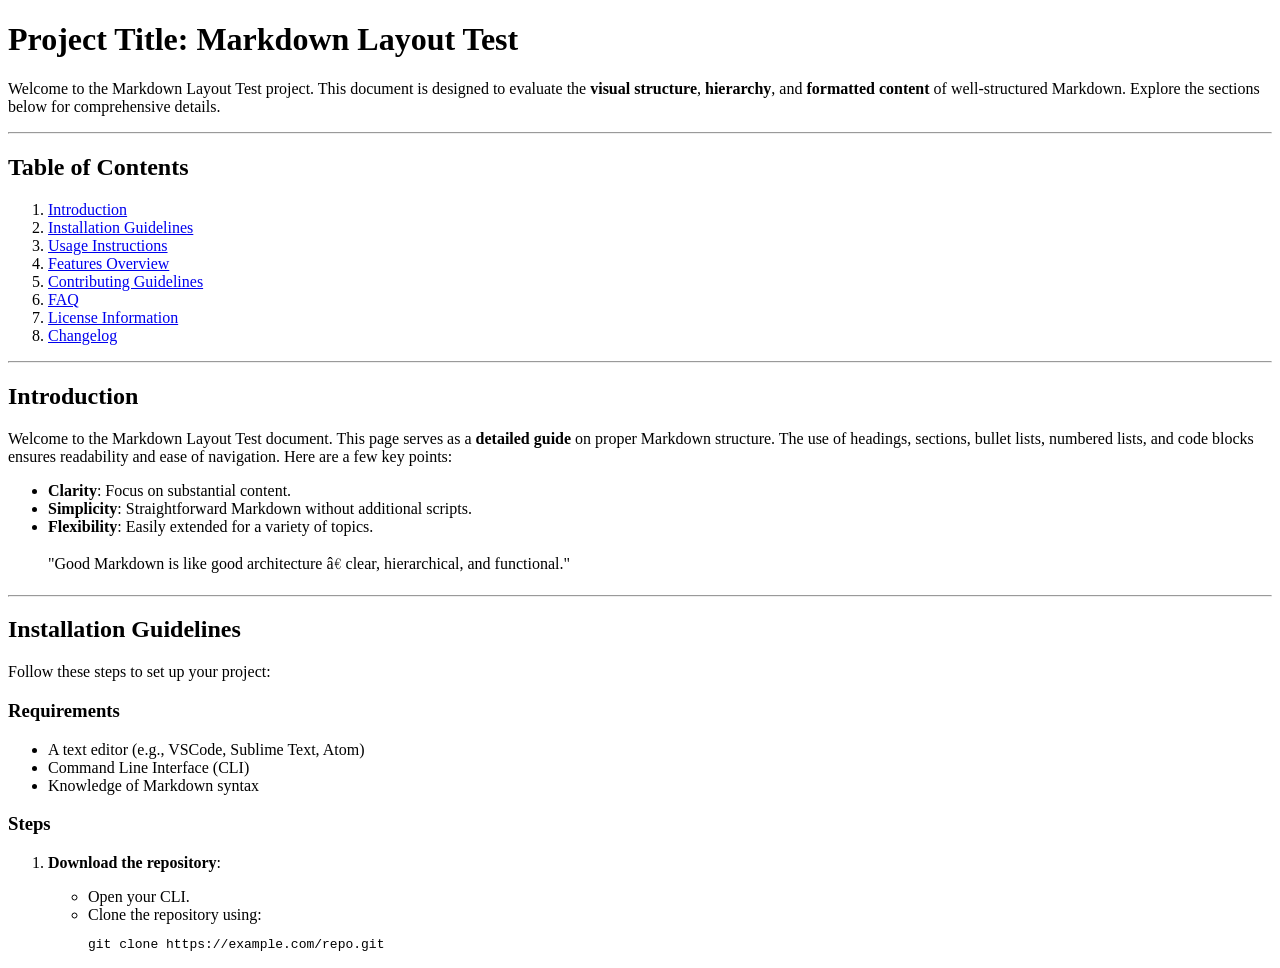 Project Title: Markdown Layout Test
Welcome to the Markdown Layout Test project. This document is designed to evaluate the visual structure, hierarchy, and formatted content of well-structured Markdown. Explore the sections
below for comprehensive details.
Table of Contents
1. Introduction
2. Installation Guidelines
3. Usage Instructions
4. Features Overview
5. Contributing Guidelines
6. FAQ
7. License Information
8. Changelog
Introduction
Welcome to the Markdown Layout Test document. This page serves as a detailed guide on proper Markdown structure. The use of headings, sections, bullet lists, numbered lists, and code blocks
ensures readability and ease of navigation. Here are a few key points:
• Clarity: Focus on substantial content.
• Simplicity: Straightforward Markdown without additional scripts.
• Flexibility: Easily extended for a variety of topics.
"Good Markdown is like good architecture â€ clear, hierarchical, and functional."
Installation Guidelines
Follow these steps to set up your project:
Requirements
• A text editor (e.g., VSCode, Sublime Text, Atom)
• Command Line Interface (CLI)
• Knowledge of Markdown syntax
Steps
1. Download the repository:
◦ Open your CLI.
◦ Clone the repository using:
git clone https://example.com/repo.git